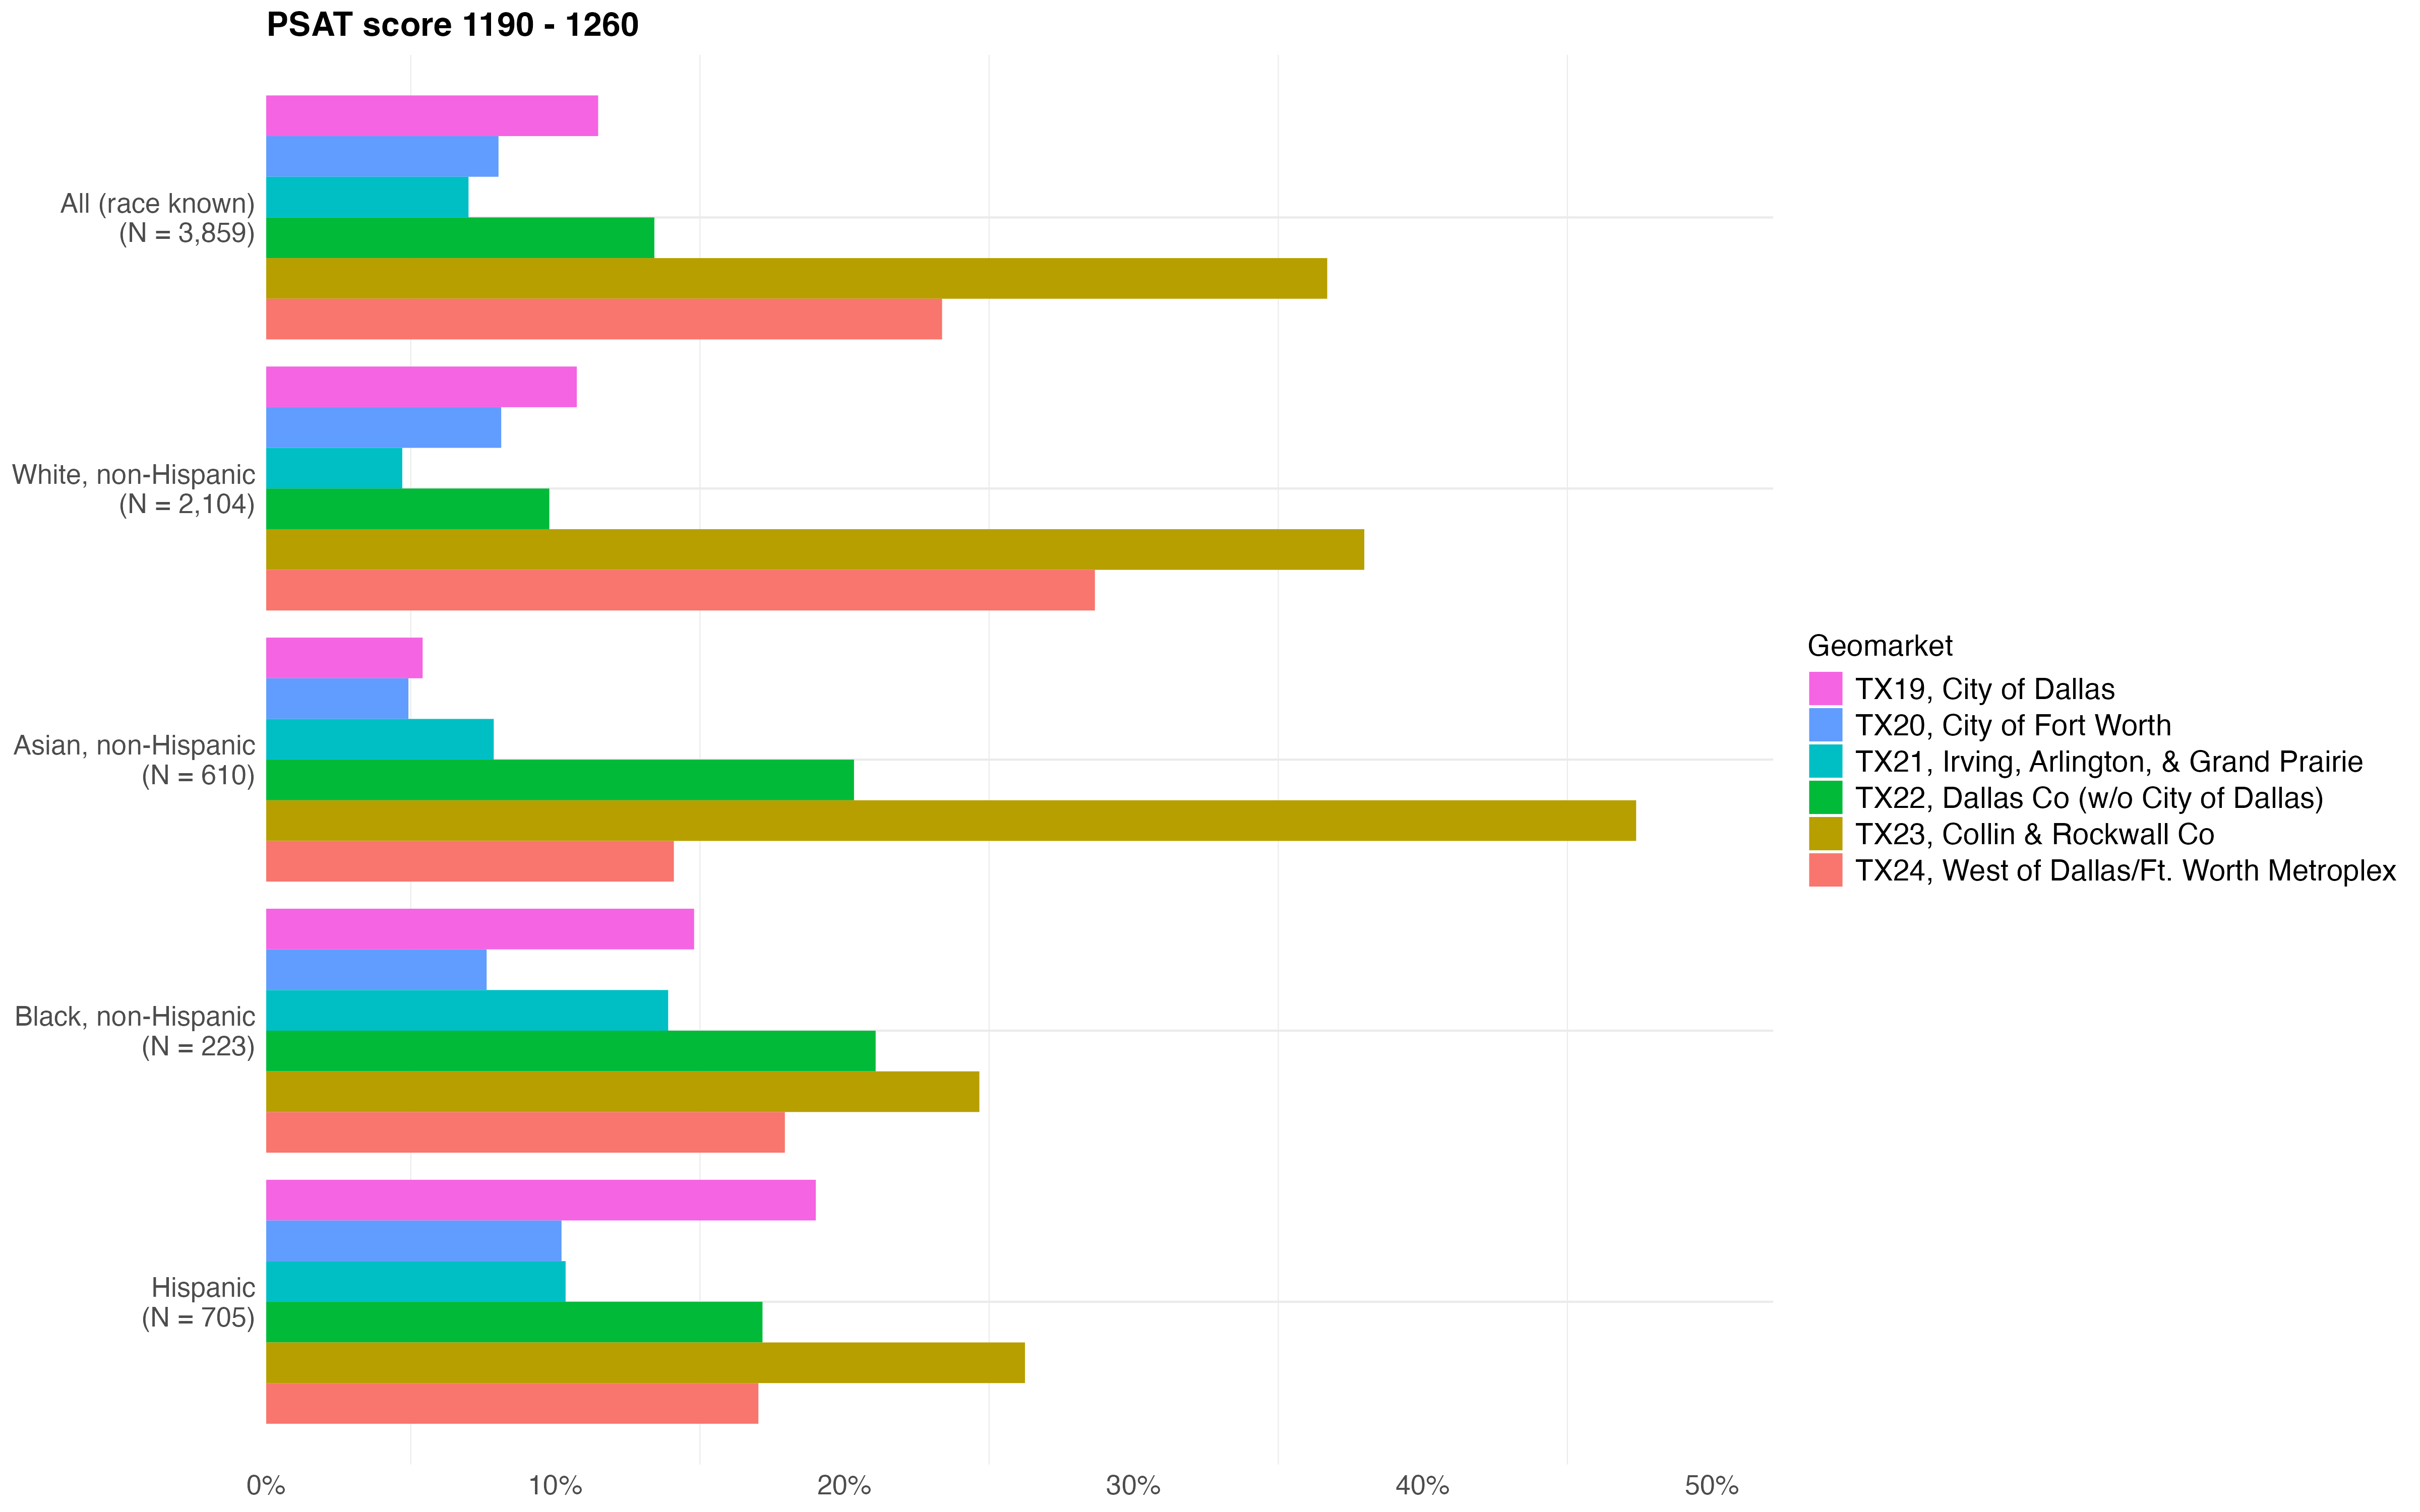 PSAT score 1190 - 1260
All (race known)
(N = 3,859)
White, non-Hispanic
(N = 2,104)
Asian, non-Hispanic
(N = 610)
Black, non-Hispanic
(N = 223)
Hispanic
(N = 705)
0%
10%
20%
30%
40%
50%
Geomarket
TX19, City of Dallas
TX20, City of Fort Worth
TX21, Irving, Arlington, & Grand Prairie
TX22, Dallas Co (w/o City of Dallas)
TX23, Collin & Rockwall Co
TX24, West of Dallas/Ft. Worth Metroplex